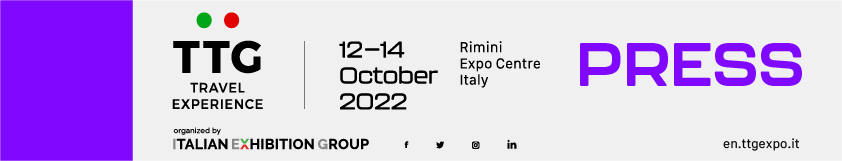 TTG
TRAVEL
EXPERIENCE
12–14
October
2022
Rimini
Expo Centre
Italy
PRESS
organized by
ITALIAN EXHIBITION GROUP
en.ttgexpo.it